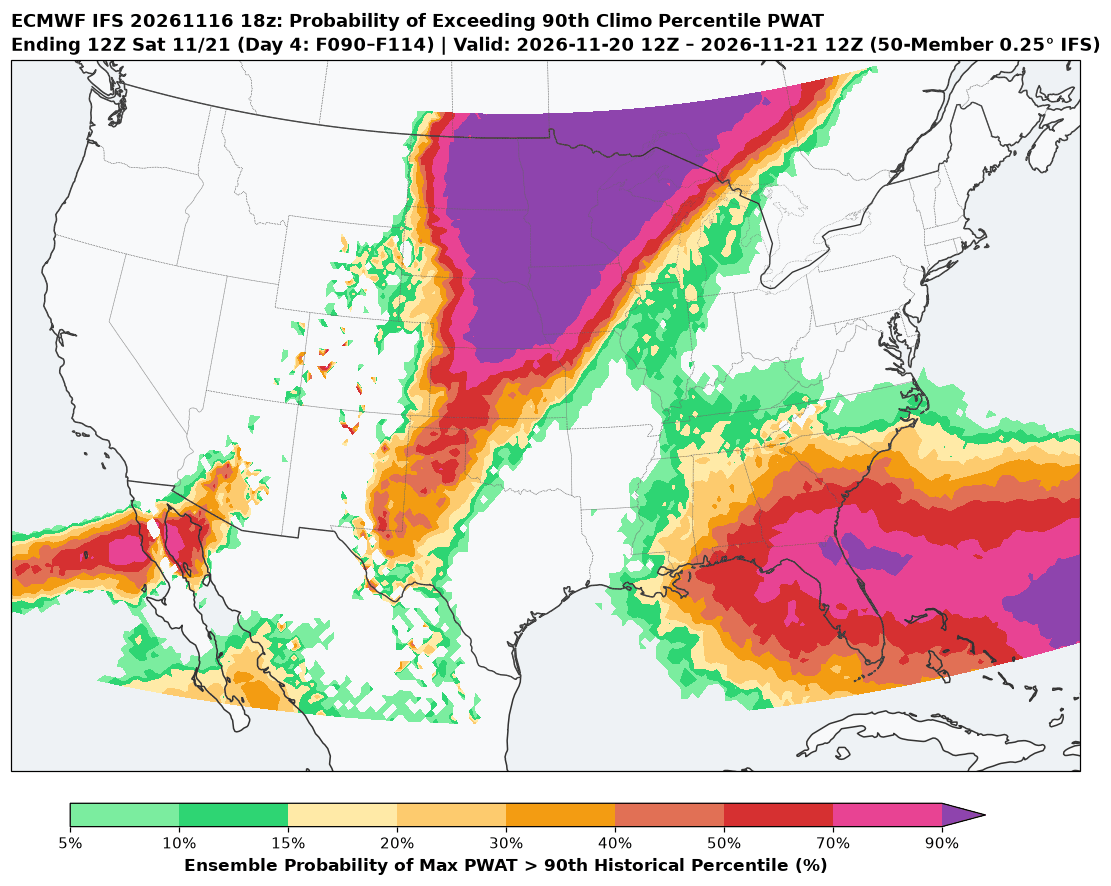 ECMWF IFS 20261116 18z: Probability of Exceeding 90th Climo Percentile PWAT
Ending 12Z Sat 11/21 (Day 4: F090–F114) | Valid: 2026-11-20 12Z – 2026-11-21 12Z (50-Member 0.25° IFS)
5% 10% 15% 20% 30% 40% 50% 70% 90%
Ensemble Probability of Max PWAT > 90th Historical Percentile (%)